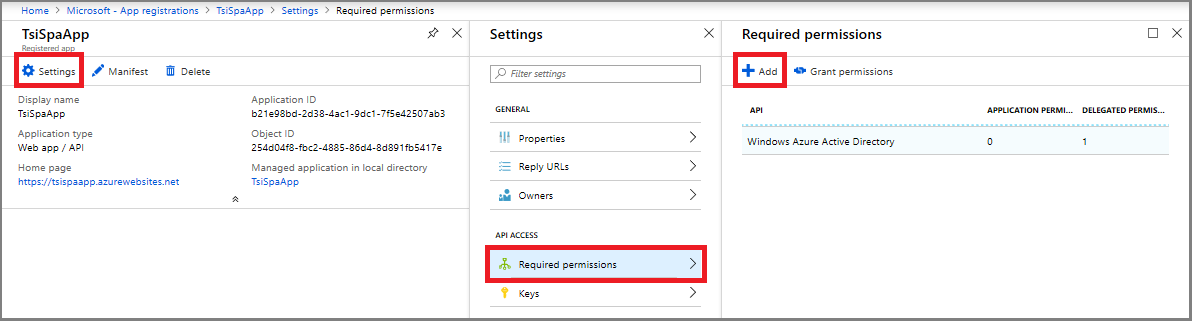 Home > Microsoft - App registrations > TsiSpaApp > Settings > Required permissions
TsiSpaApp
Registered app
Settings
Manifest
Delete
Display name
TsiSpaApp
Application ID
b21e98bd-2d38-4ac1-9dc1-7f5e42507ab3
Application type
Web app / API
Object ID
254d04f8-fbc2-4885-86d4-8d891fb5417e
Home page
https://tsispaapp.azurewebsites.net
Managed application in local directory
TsiSpaApp
Settings
Filter settings
GENERAL
Properties
Reply URLs
Owners
API ACCESS
Required permissions
Keys
Required permissions
Add
Grant permissions
API APPLICATION PERMI... DELEGATED PERMIS...
Windows Azure Active Directory 0 1